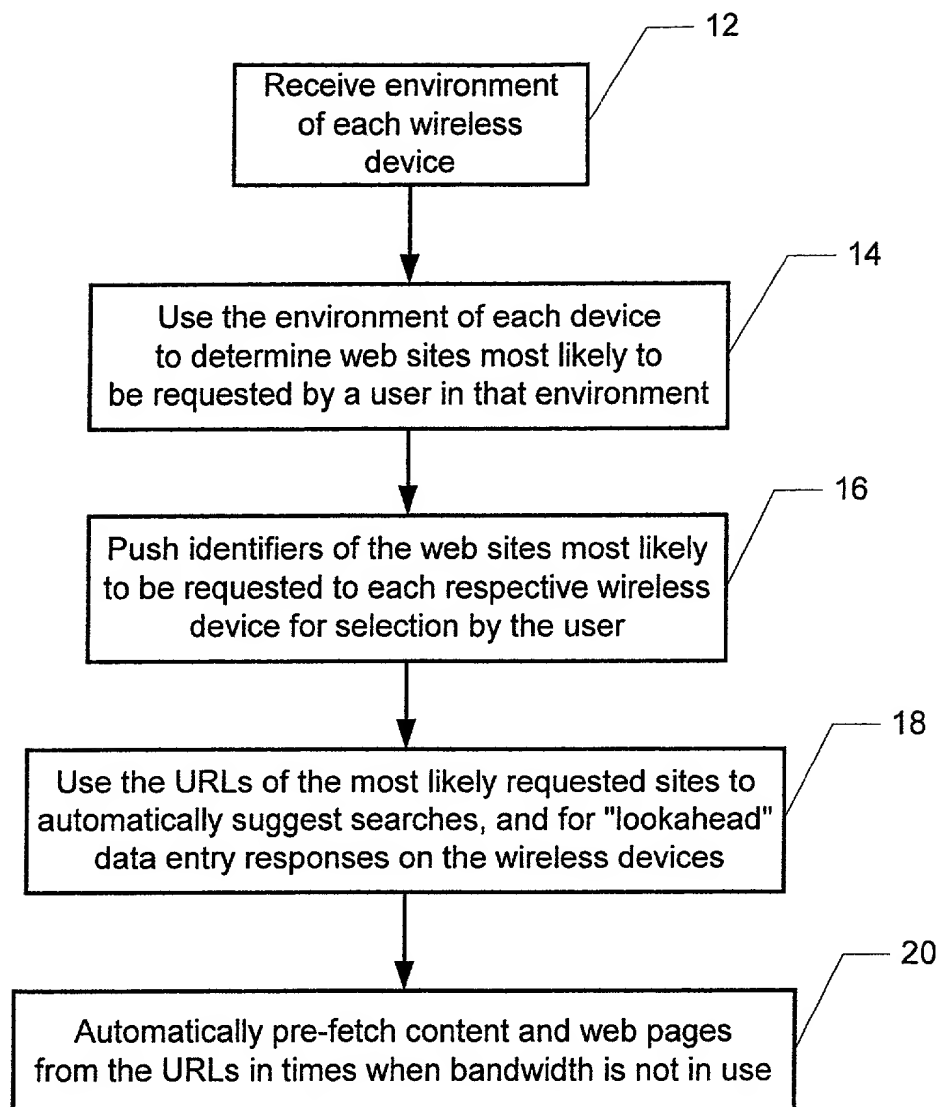 12
Receive environment
of each wireless
device
14
Use the environment of each device
to determine web sites most likely to
be requested by a user in that environment
16
Push identifiers of the web sites most likely
to be requested to each respective wireless
device for selection by the user
18
Use the URLs of the most likely requested sites to
automatically suggest searches, and for "lookahead"
data entry responses on the wireless devices
20
Automatically pre-fetch content and web pages
from the URLs in times when bandwidth is not in use